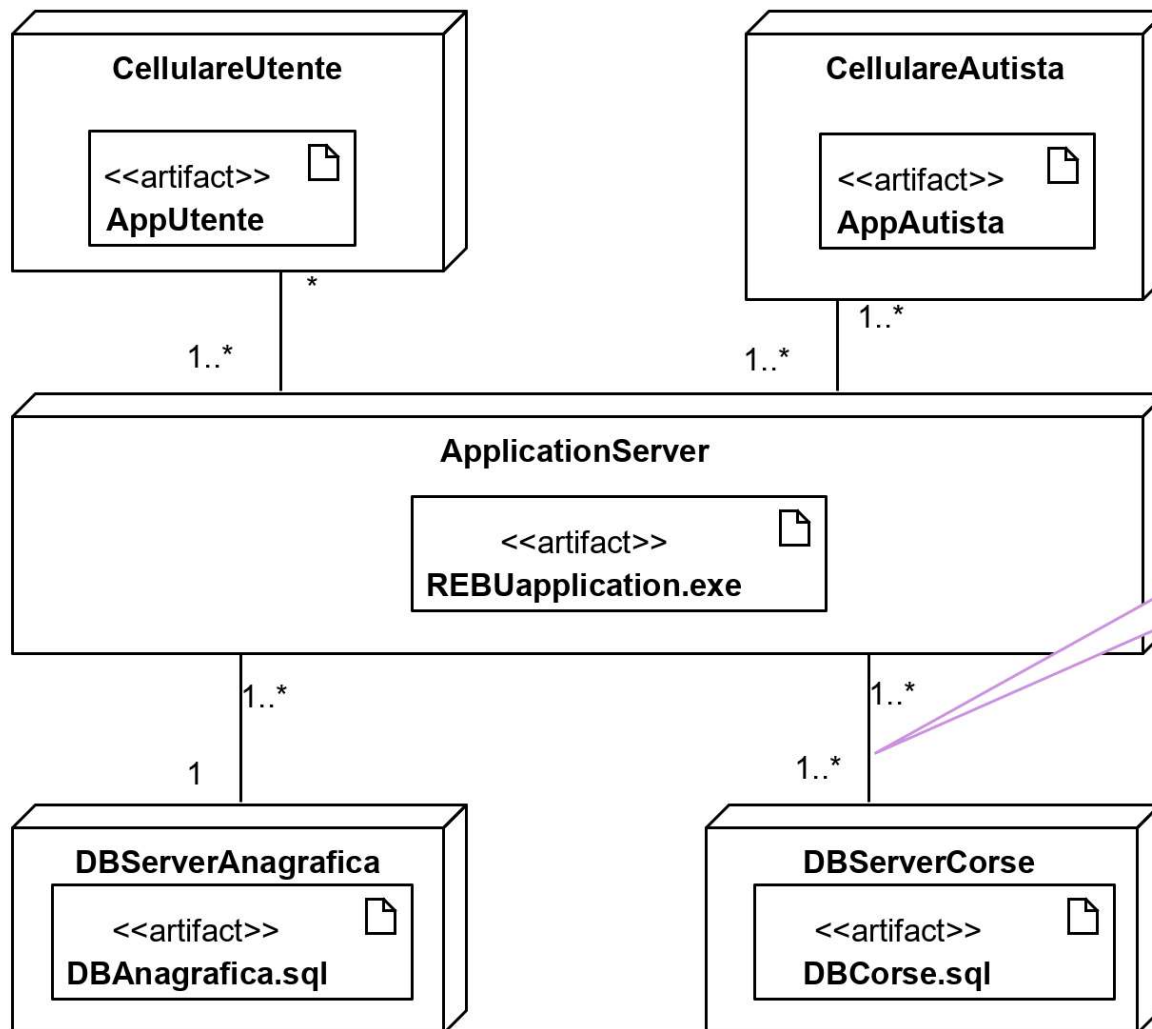 CellulareUtente
<<artifact>>
AppUtente
CellulareAutista
<<artifact>>
AppAutista
*
1..*
1..*
1..*
ApplicationServer
<<artifact>>
REBUapplication.exe
1..*
1
1..*
1..*
DBServerAnagrafica
<<artifact>>
DBAnagrafica.sql
DBServerCorse
<<artifact>>
DBCorse.sql